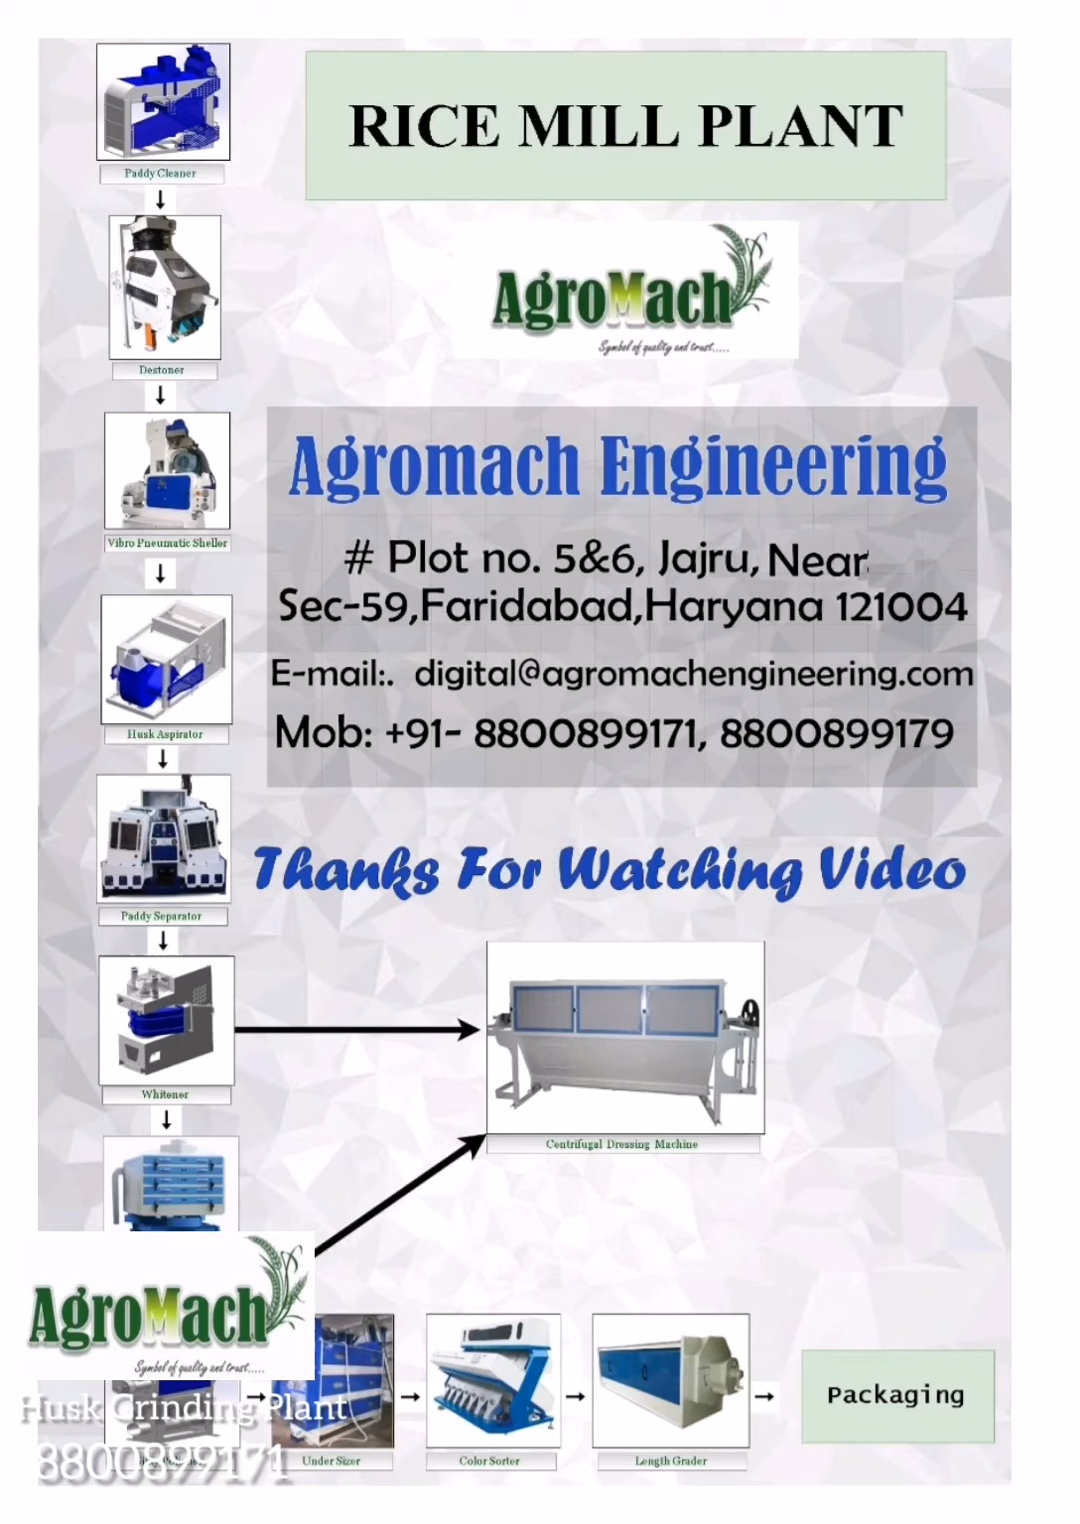 RICE MILL PLANT
Paddy Cleaner
AgroMach
Symbol of quality and trust.....
Destoner
Agromach Engineering
# Plot no. 5&6, Jajru, Near
Sec-59,Faridabad,Haryana 121004
E-mail:. digital@agromachengineering.com
Mob: +91- 8800899171, 8800899179
Vibro Pneumatic Sheller
Husk Aspirator
Thanks For Watching Video
Paddy Separator
Whitener
Centrifugal Dressing Machine
AgroMach
Symbol of quality and trust.....
Packaging
Husk Grinding Plant
8800899171
Under Sizer
Color Sorter
Length Grader